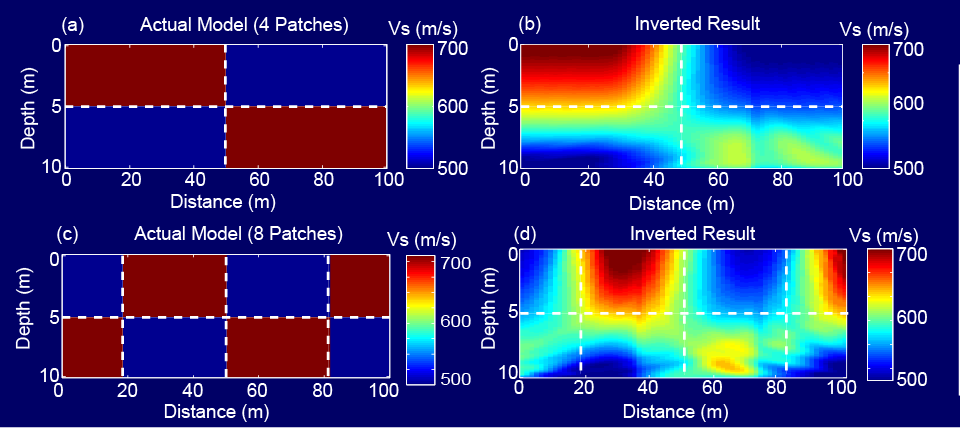 (a) Actual Model (4 Patches) Vs (m/s)
0 700
Depth (m) 5 600
10 500
0 20 40 60 80 100
Distance (m)
(b) Inverted Result Vs (m/s)
0 700
Depth (m) 5 600
10 500
0 20 40 60 80 100
Distance (m)
(c) Actual Model (8 Patches) Vs (m/s)
0 700
Depth (m) 5 600
10 500
0 20 40 60 80 100
Distance (m)
(d) Inverted Result Vs (m/s)
0 700
Depth (m) 5 600
10 500
0 20 40 60 80 100
Distance (m)